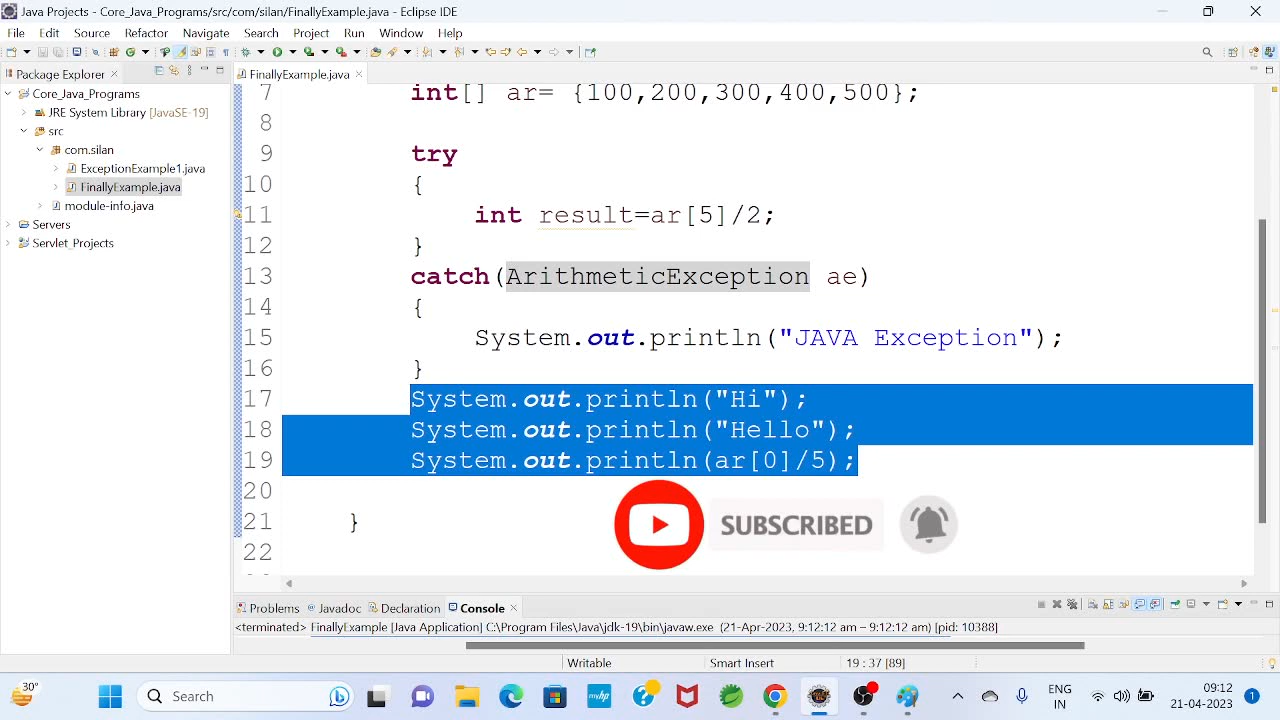 Java Projects - Core_Java_Programs/src/com/silan/FinallyExample.java - Eclipse IDE
File Edit Source Refactor Navigate Search Project Run Window Help
Package Explorer
FinallyExample.java
Core_Java_Programs
JRE System Library [JavaSE-19]
src
com.silan
ExceptionExample1.java
FinallyExample.java
module-info.java
Servers
Servlet_Projects
7 int[] ar= {100,200,300,400,500};
8
9 try
10 {
11 int result=ar[5]/2;
12 }
13 catch(ArithmeticException ae)
14 {
15 System.out.println("JAVA Exception");
16 }
17 System.out.println("Hi");
18 System.out.println("Hello");
19 System.out.println(ar[0]/5);
20
21 }
22
SUBSCRIBED
Problems Javadoc Declaration Console
<terminated> FinallyExample [Java Application] C:\Program Files\Java\jdk-19\bin\javaw.exe (21-Apr-2023, 9:12:12 am – 9:12:12 am) [pid: 10388]
Writable Smart Insert 19 : 37 [89]
30° Search ENG IN 09:12 21-04-2023 1